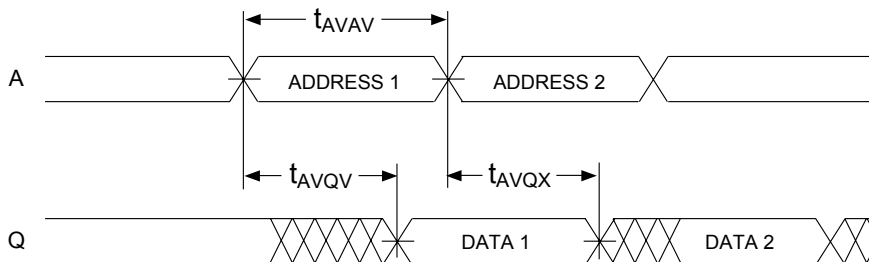 tAVAV
A
ADDRESS 1
ADDRESS 2
tAVQV
tAVQX
Q
DATA 1
DATA 2